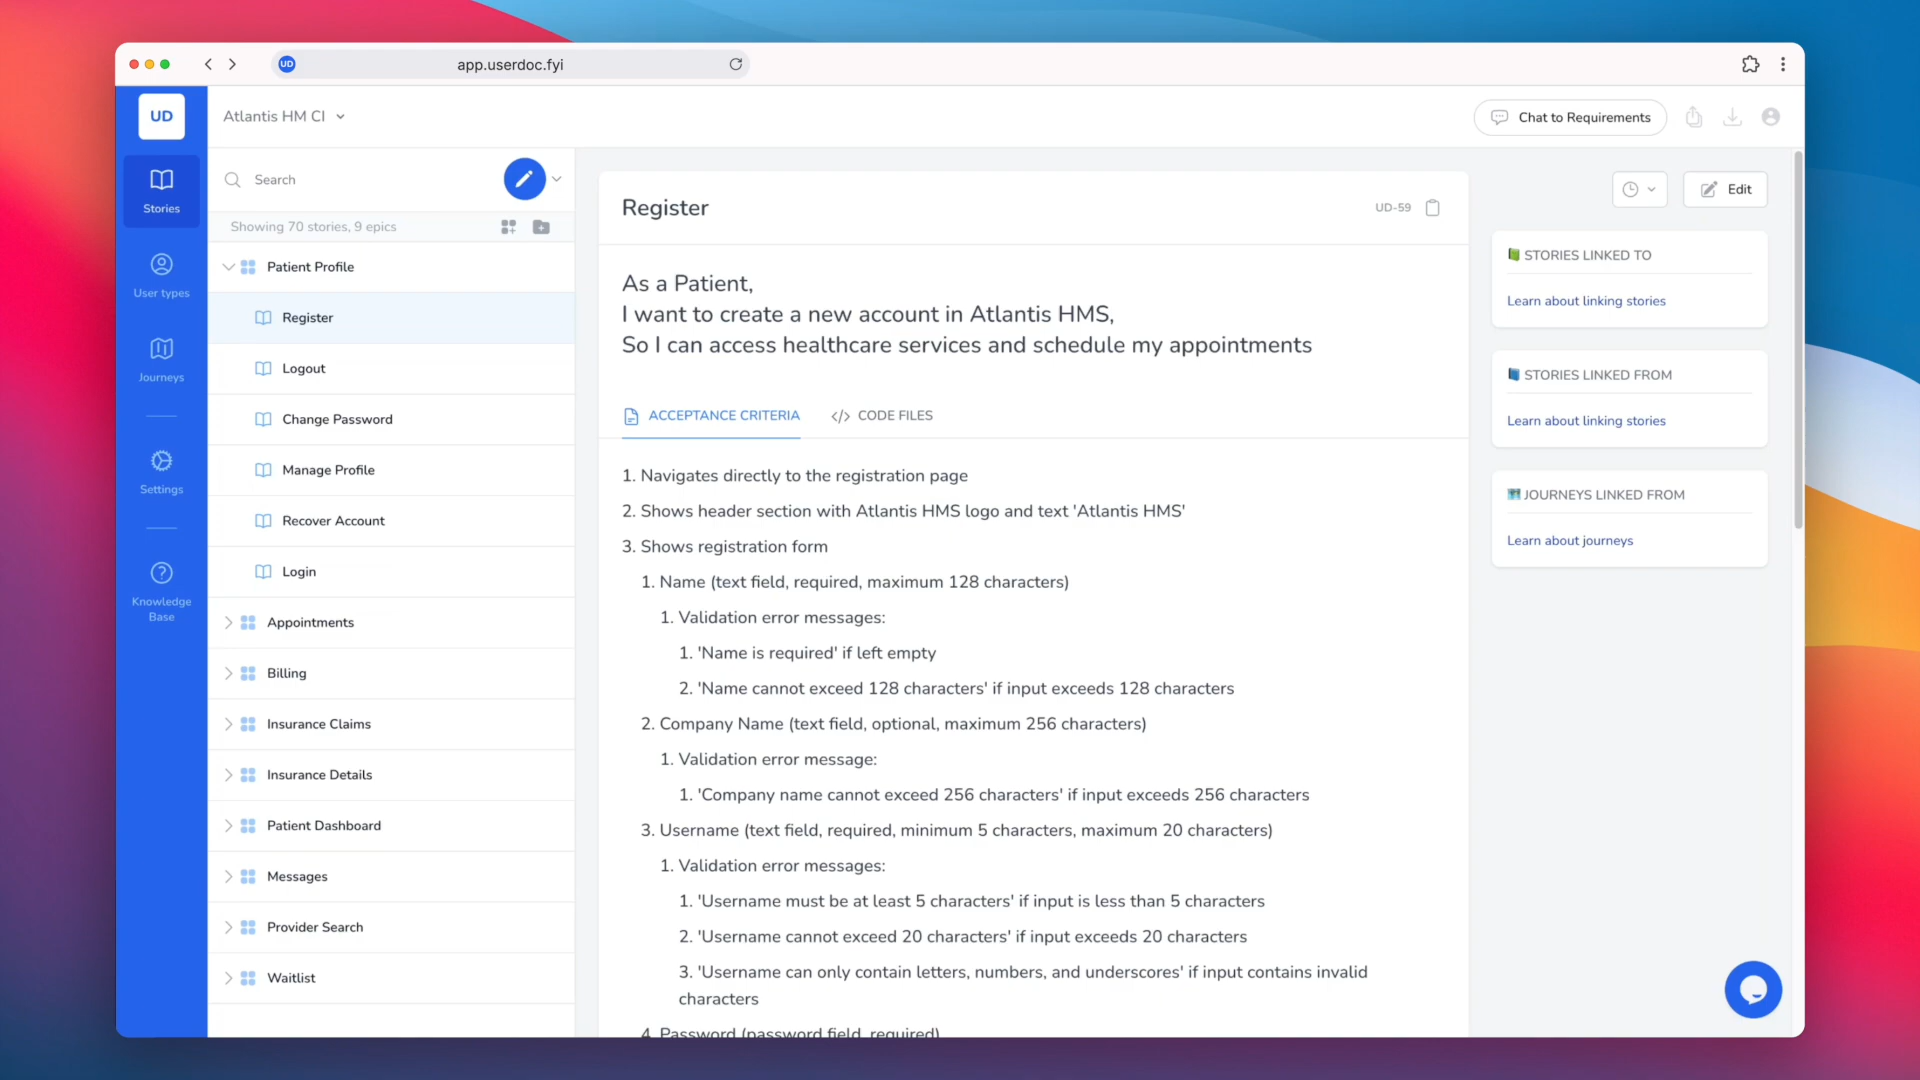 UD
app.userdoc.fyi
UD
Atlantis HM CI
Chat to Requirements
Stories
User types
Journeys
Settings
Knowledge
Base
Search
Showing 70 stories, 9 epics
Patient Profile
Register
Logout
Change Password
Manage Profile
Recover Account
Login
Appointments
Billing
Insurance Claims
Insurance Details
Patient Dashboard
Messages
Provider Search
Waitlist
Register
UD-59
As a Patient,
I want to create a new account in Atlantis HMS,
So I can access healthcare services and schedule my appointments
ACCEPTANCE CRITERIA
</> CODE FILES
1. Navigates directly to the registration page
2. Shows header section with Atlantis HMS logo and text 'Atlantis HMS'
3. Shows registration form
1. Name (text field, required, maximum 128 characters)
1. Validation error messages:
1. 'Name is required' if left empty
2. 'Name cannot exceed 128 characters' if input exceeds 128 characters
2. Company Name (text field, optional, maximum 256 characters)
1. Validation error message:
1. 'Company name cannot exceed 256 characters' if input exceeds 256 characters
3. Username (text field, required, minimum 5 characters, maximum 20 characters)
1. Validation error messages:
1. 'Username must be at least 5 characters' if input is less than 5 characters
2. 'Username cannot exceed 20 characters' if input exceeds 20 characters
3. 'Username can only contain letters, numbers, and underscores' if input contains invalid
characters
4. Password (password field, required)
Edit
STORIES LINKED TO
Learn about linking stories
STORIES LINKED FROM
Learn about linking stories
JOURNEYS LINKED FROM
Learn about journeys